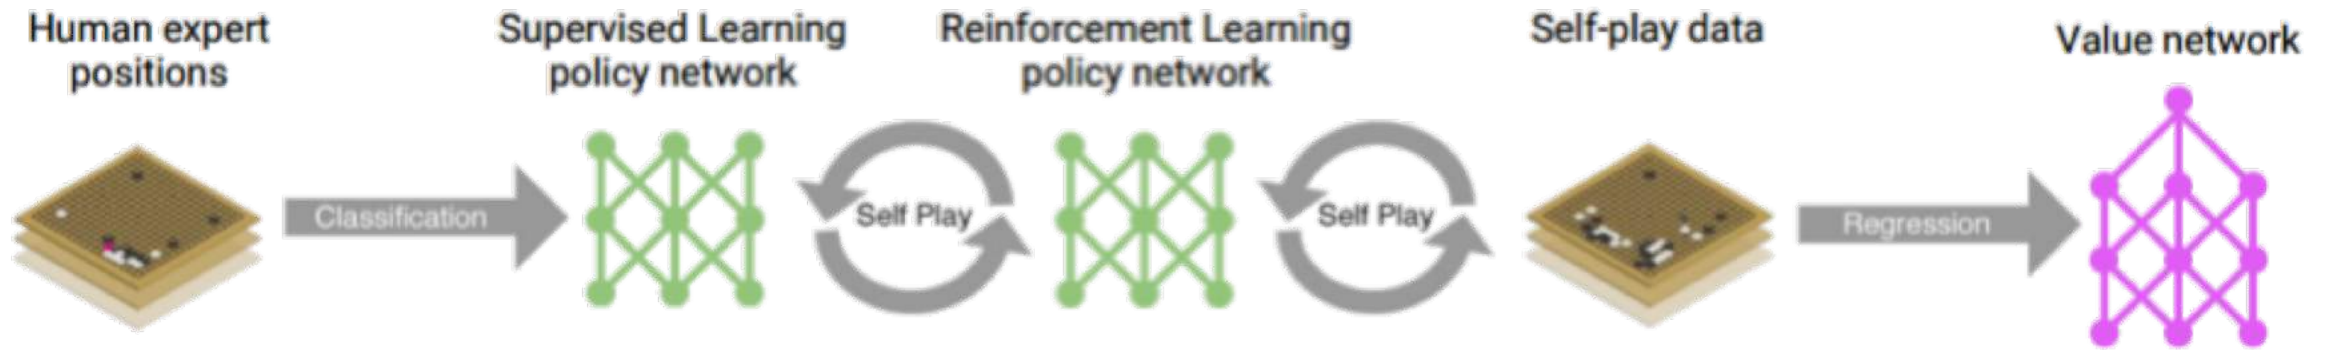 Human expert
positions
Supervised Learning
policy network
Reinforcement Learning
policy network
Self-play data
Value network
Classification
Self Play
Self Play
Regression